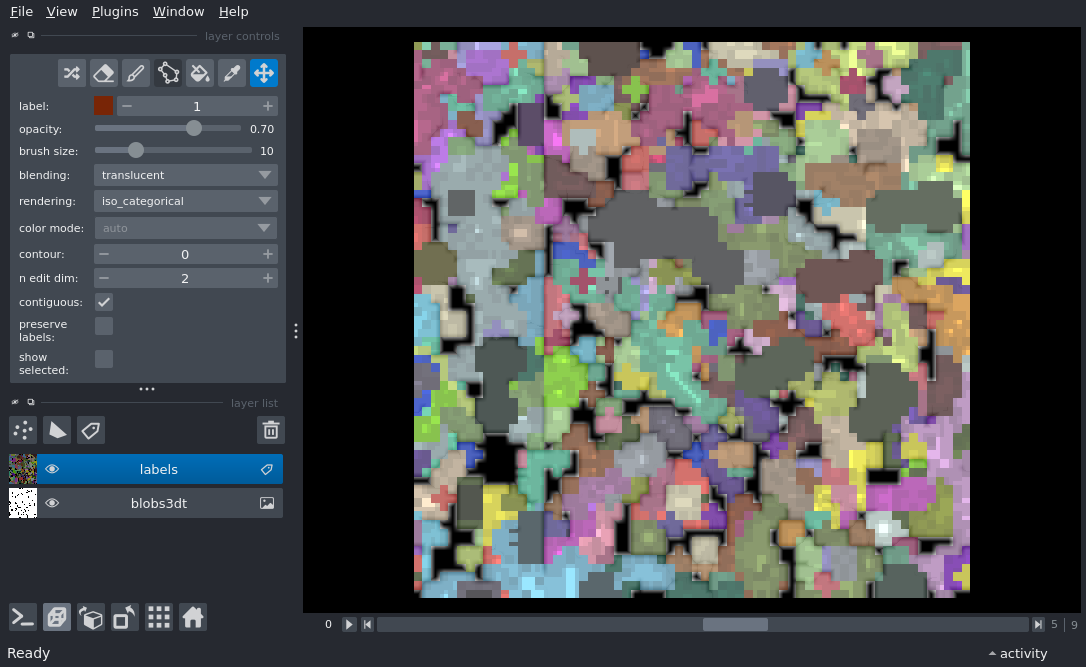 File View Plugins Window Help
layer controls
label: 1
opacity: 0.70
brush size: 10
blending: translucent
rendering: iso_categorical
color mode: auto
contour: 0
n edit dim: 2
contiguous:
preserve
labels:
show
selected:
layer list
labels
blobs3dt
0 5 9
Ready activity